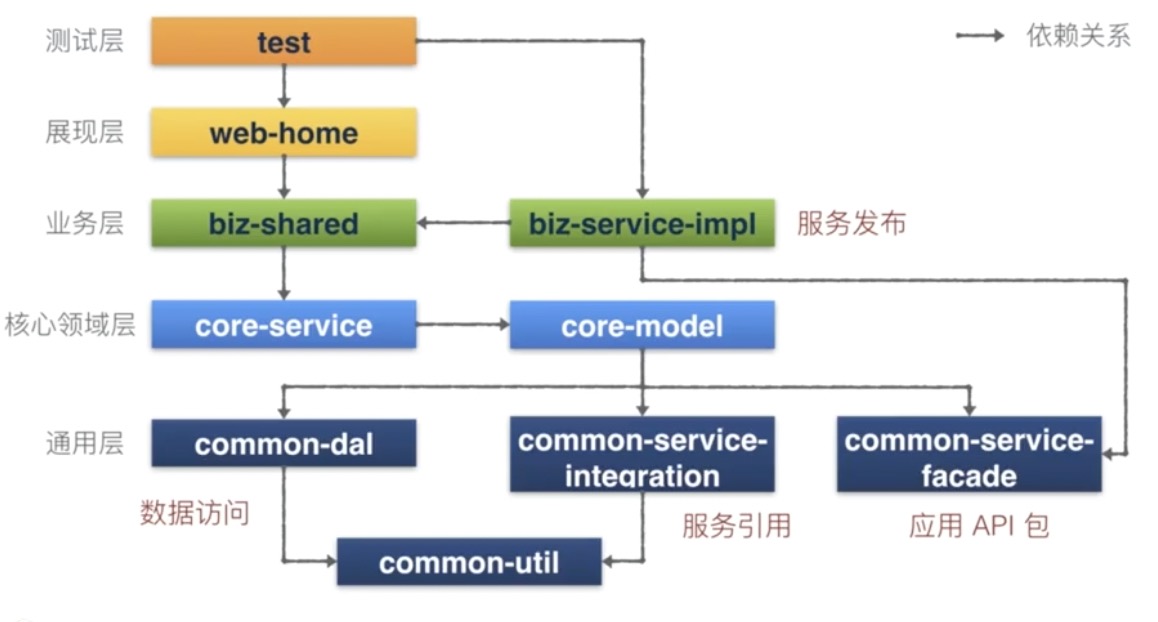 测试层
test
依赖关系
展现层
web-home
业务层
biz-shared
biz-service-impl
服务发布
核心领域层
core-service
core-model
通用层
common-dal
common-service-
integration
common-service-
facade
数据访问
服务引用
应用 API 包
common-util